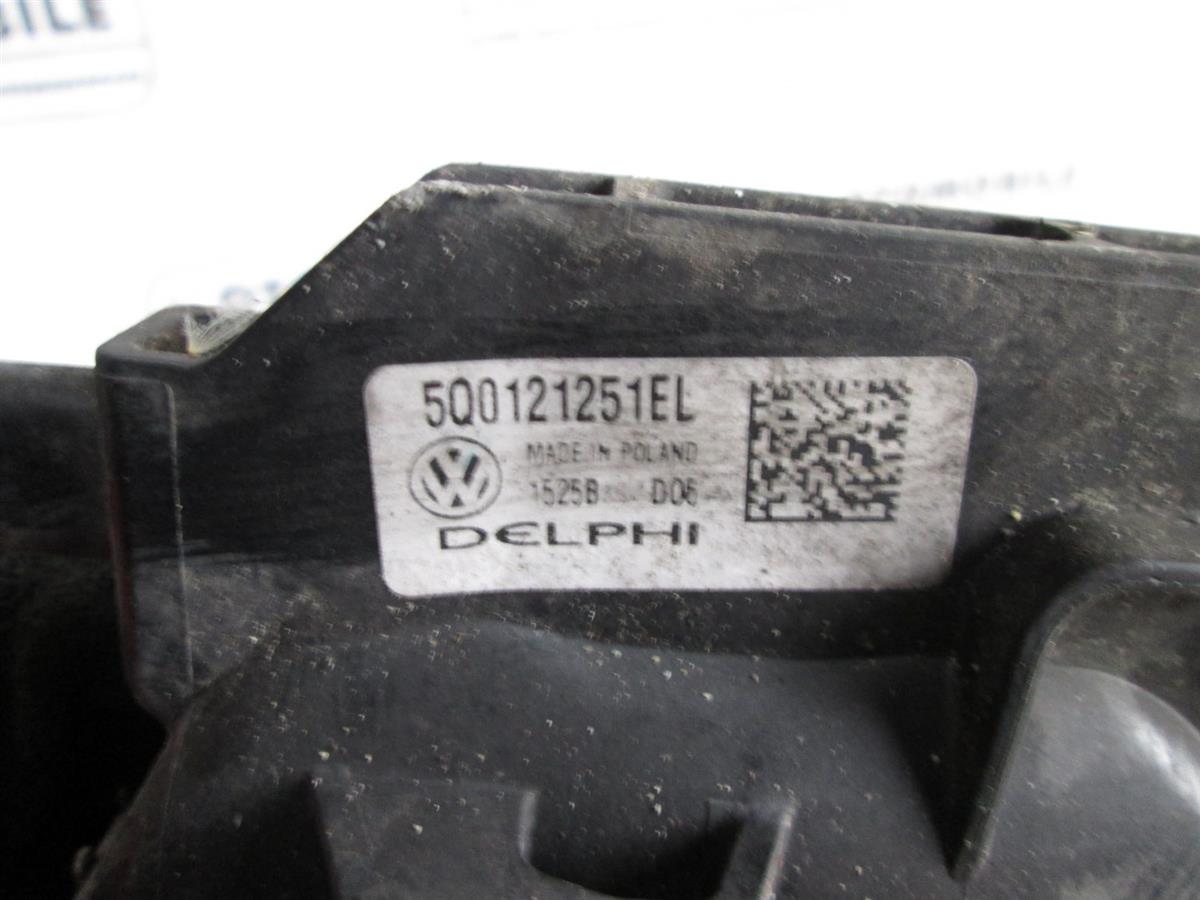 5Q0121251EL
MADE IN POLAND
1525B D06
DELPHI